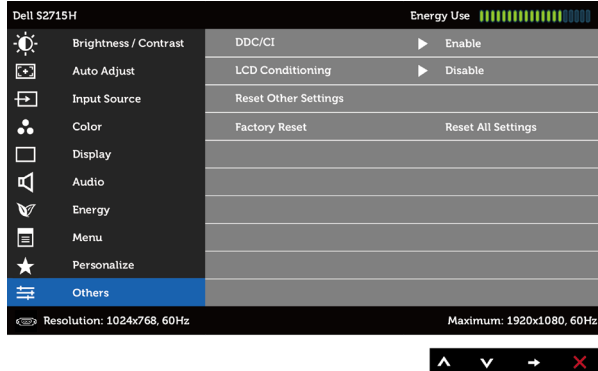 Dell S2715H Energy Use
Brightness / Contrast DDC/CI Enable
Auto Adjust LCD Conditioning Disable
Input Source Reset Other Settings
Color Factory Reset Reset All Settings
Display
Audio
Energy
Menu
Personalize
Others
Resolution: 1024x768, 60Hz Maximum: 1920x1080, 60Hz